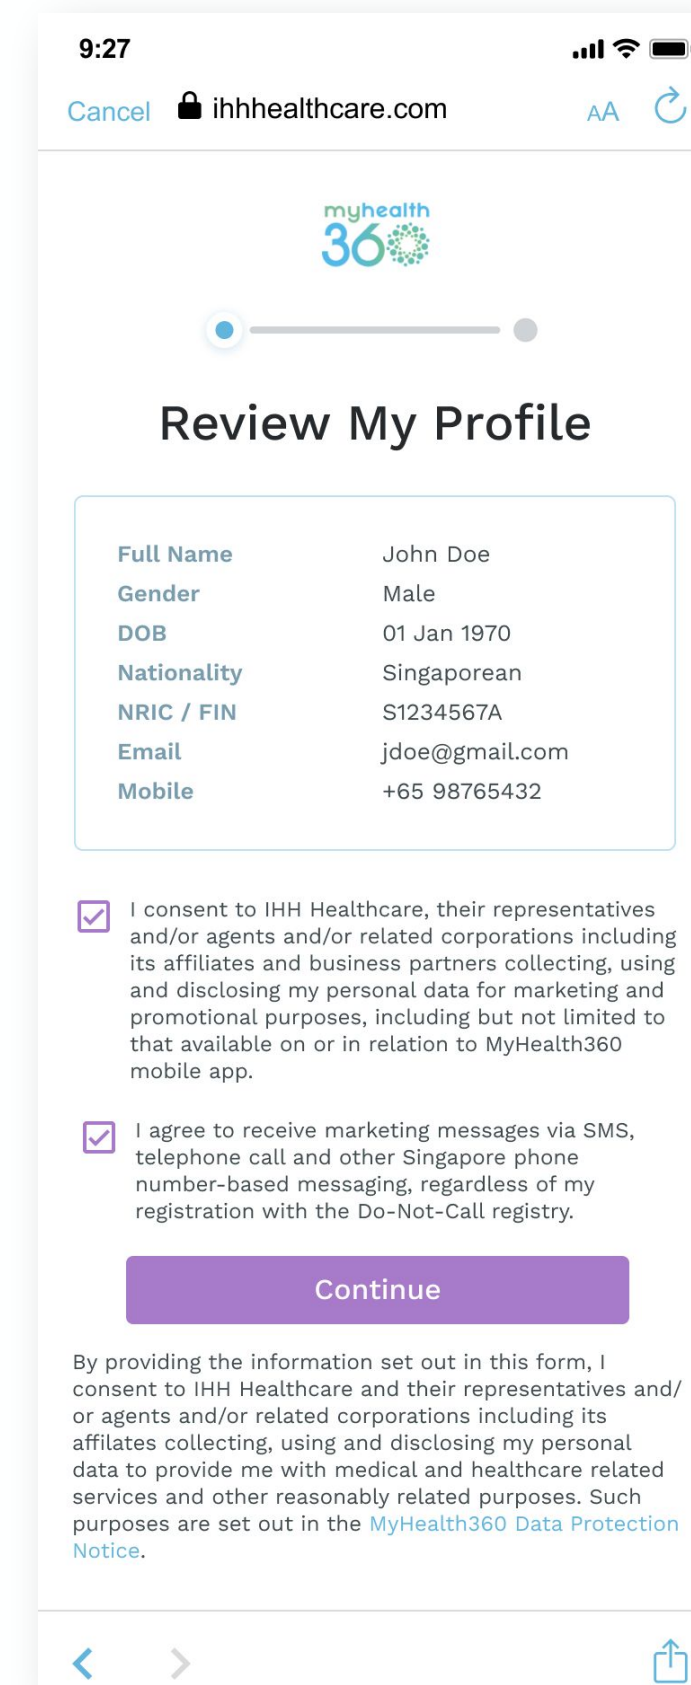 9:27
Cancel ihhhealthcare.com AA
myhealth
360
Review My Profile
Full Name John Doe
Gender Male
DOB 01 Jan 1970
Nationality Singaporean
NRIC / FIN S1234567A
Email jdoe@gmail.com
Mobile +65 98765432
I consent to IHH Healthcare, their representatives
and/or agents and/or related corporations including
its affiliates and business partners collecting, using
and disclosing my personal data for marketing and
promotional purposes, including but not limited to
that available on or in relation to MyHealth360
mobile app.
I agree to receive marketing messages via SMS,
telephone call and other Singapore phone
number-based messaging, regardless of my
registration with the Do-Not-Call registry.
Continue
By providing the information set out in this form, I
consent to IHH Healthcare and their representatives and/
or agents and/or related corporations including its
affilates collecting, using and disclosing my personal
data to provide me with medical and healthcare related
services and other reasonably related purposes. Such
purposes are set out in the MyHealth360 Data Protection
Notice.